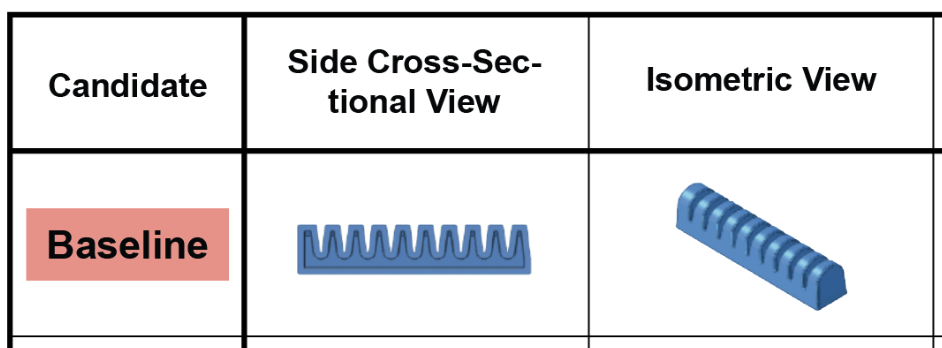 Candidate
Side Cross-Sec-
tional View
Isometric View
Baseline